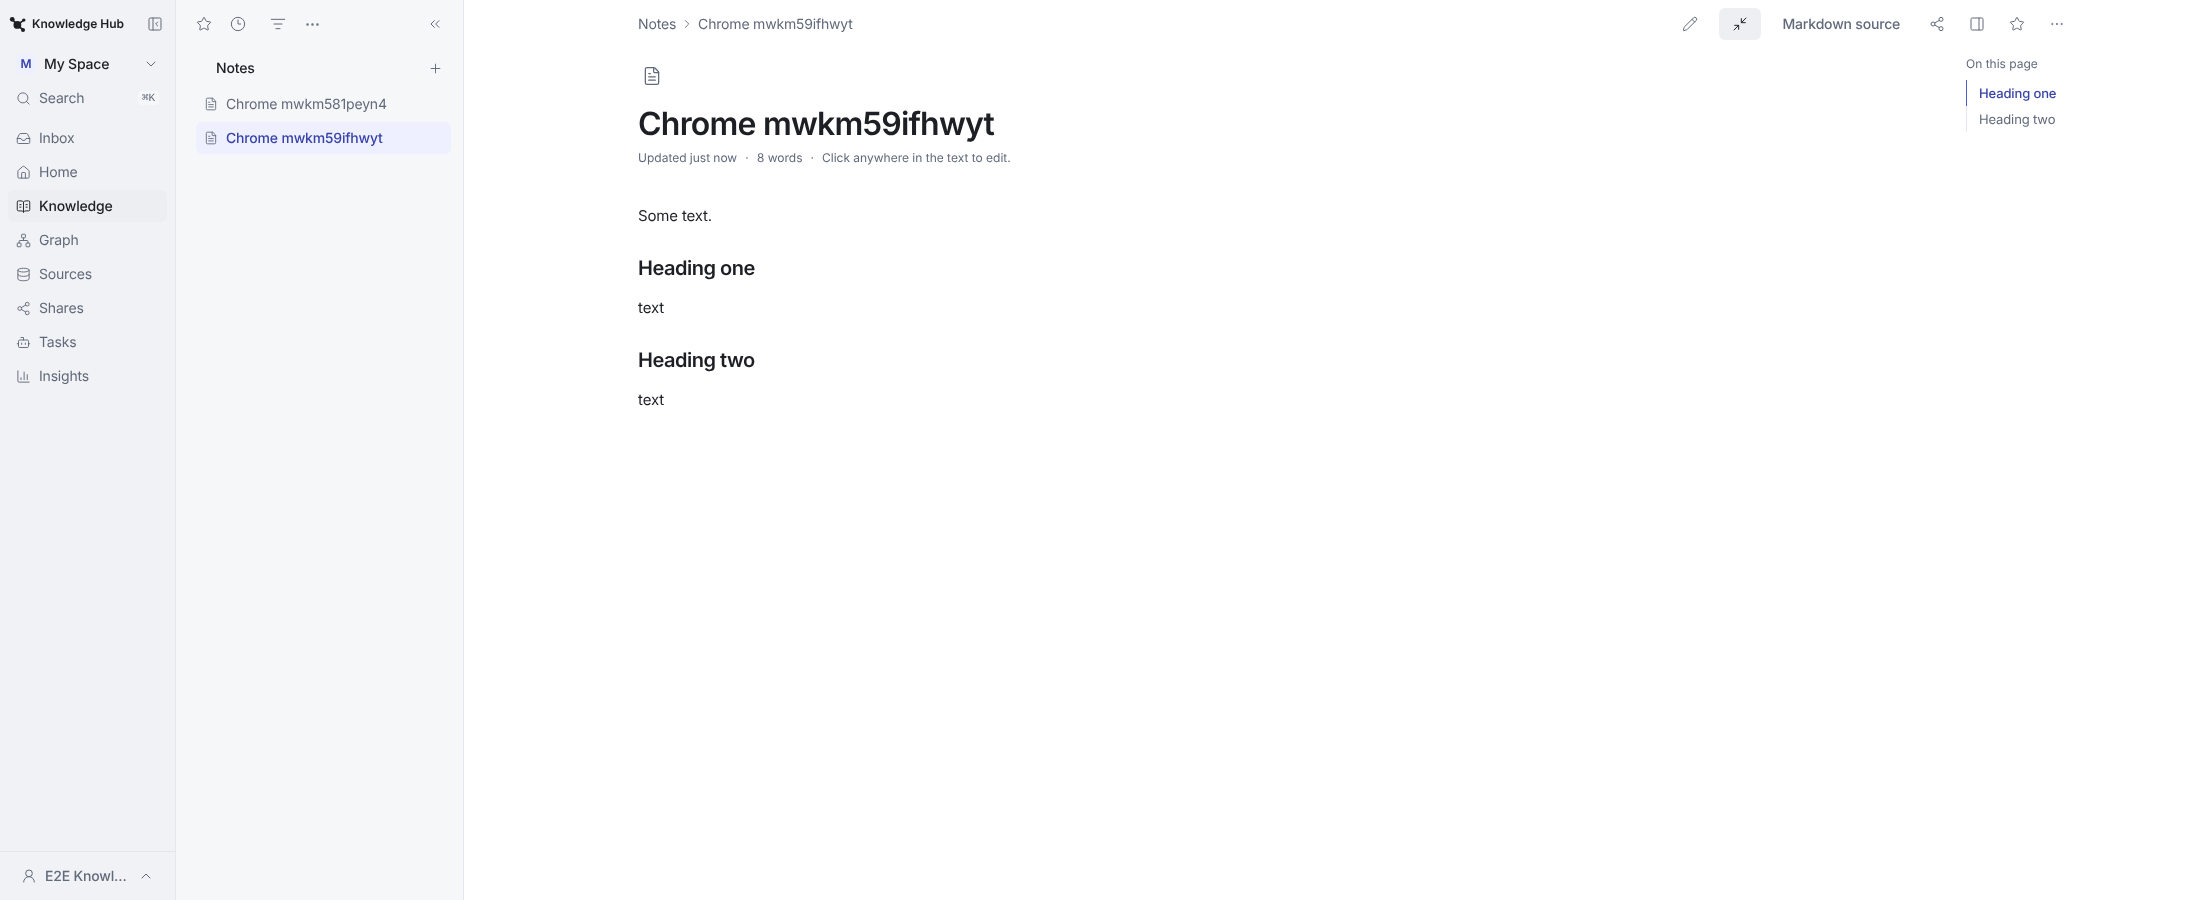 Knowledge Hub
M My Space
Search ⌘K
Inbox
Home
Knowledge
Graph
Sources
Shares
Tasks
Insights
E2E Knowl...
Notes
Chrome mwkm581peyn4
Chrome mwkm59ifhwyt
Notes > Chrome mwkm59ifhwyt
Markdown source
Chrome mwkm59ifhwyt
Updated just now · 8 words · Click anywhere in the text to edit.
Some text.
Heading one
text
Heading two
text
On this page
Heading one
Heading two